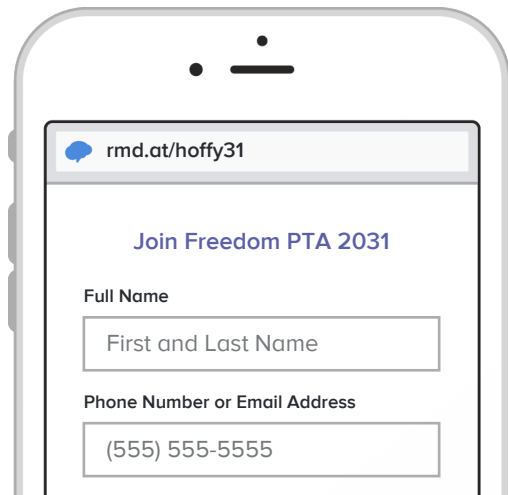 rmd.at/hoffy31
Join Freedom PTA 2031
Full Name
First and Last Name
Phone Number or Email Address
(555) 555-5555